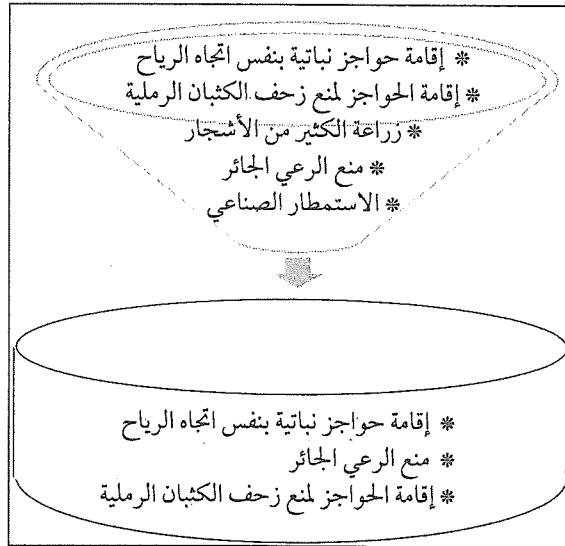 * إقامة حواجز نباتية بنفس اتجاه الرياح
* إقامة الحواجز لمنع زحف الكثبان الرملية
* زراعة الكثير من الأشجار
* منع الرعي الجائر
* الاستمطار الصناعي
* إقامة حواجز نباتية بنفس اتجاه الرياح
* منع الرعي الجائر
* إقامة الحواجز لمنع زحف الكثبان الرملية